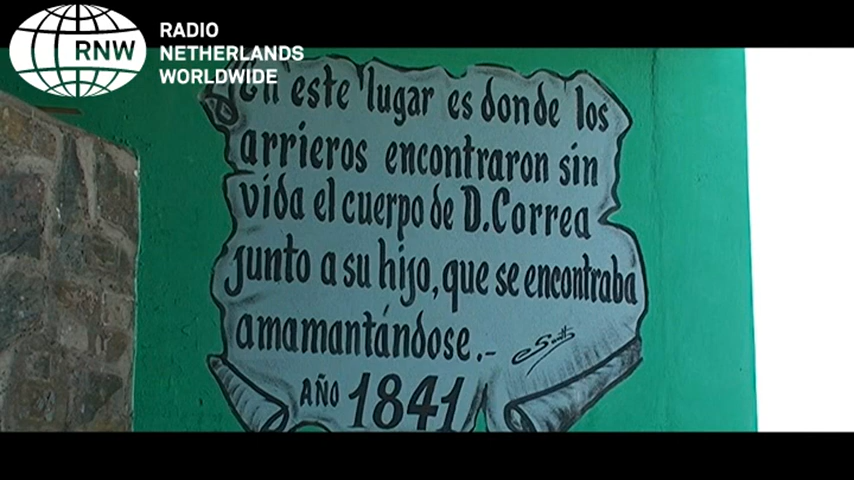 RNW
RADIO
NETHERLANDS
WORLDWIDE
En este lugar es donde los
arrieros encontraron sin
vida el cuerpo de D.Correa
junto a su hijo, que se encontraba
amamantándose.-
AÑO 1841